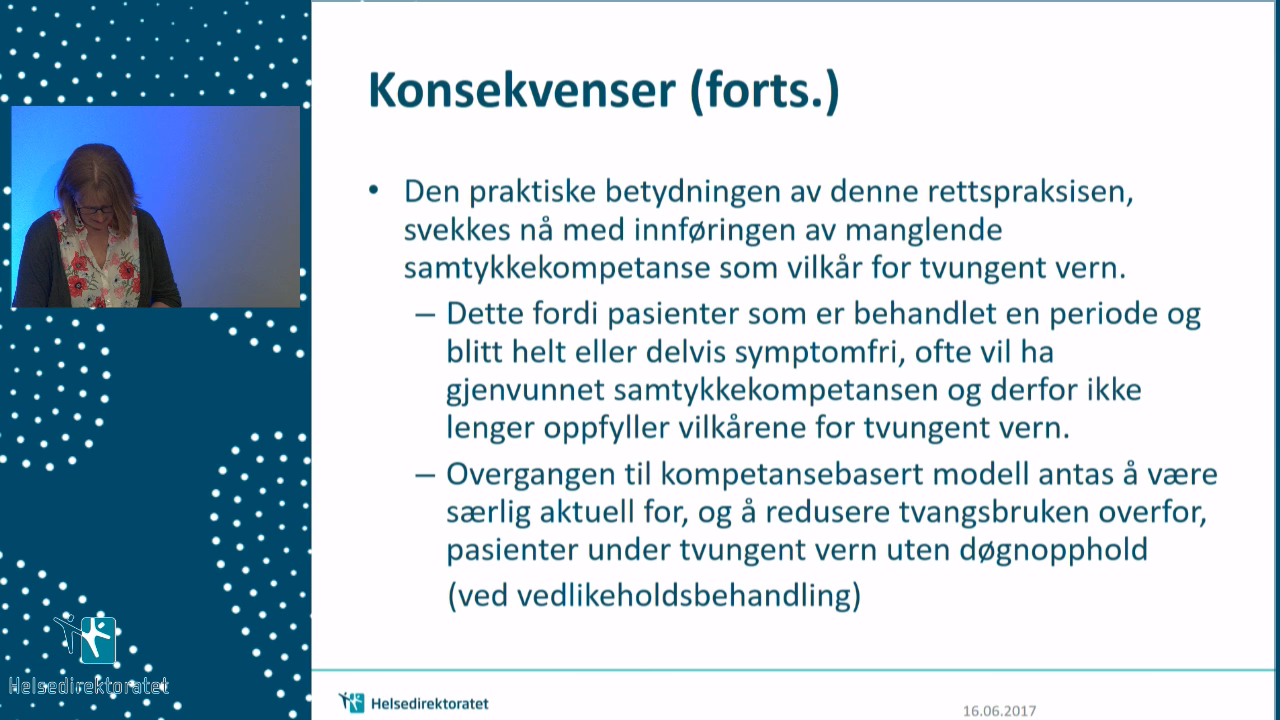 Konsekvenser (forts.)
• Den praktiske betydningen av denne rettspraksisen,
svekkes nå med innføringen av manglende
samtykkekompetanse som vilkår for tvungent vern.
– Dette fordi pasienter som er behandlet en periode og
blitt helt eller delvis symptomfri, ofte vil ha
gjenvunnet samtykkekompetansen og derfor ikke
lenger oppfyller vilkårene for tvungent vern.
– Overgangen til kompetansebasert modell antas å være
særlig aktuell for, og å redusere tvangsbruken overfor,
pasienter under tvungent vern uten døgnopphold
(ved vedlikeholdsbehandling)
Helsedirektoratet
Helsedirektoratet
16.06.2017